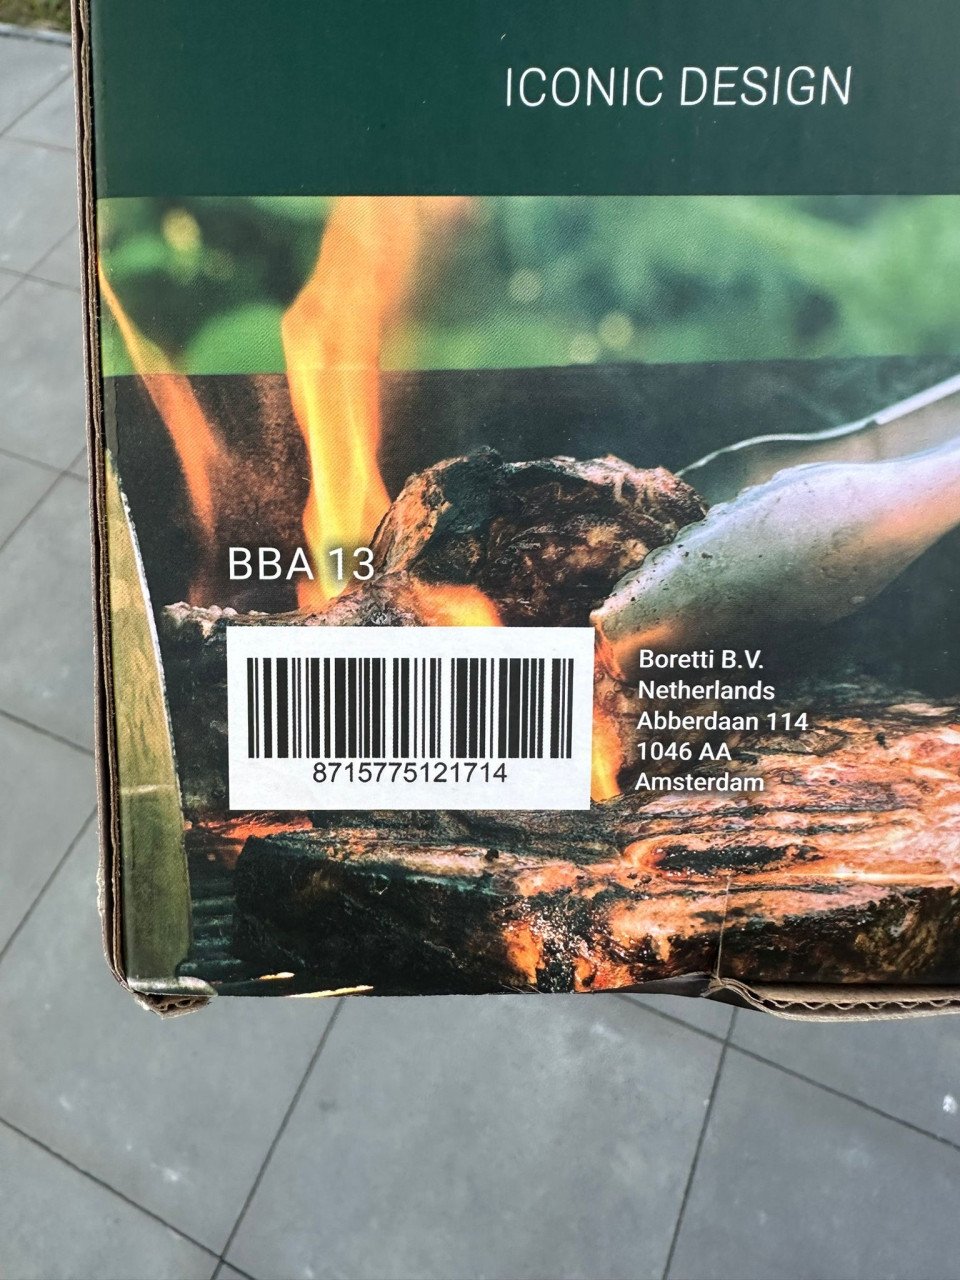 ICONIC DESIGN
BBA 13
8715775121714
Boretti B.V.
Netherlands
Abberdaan 114
1046 AA
Amsterdam